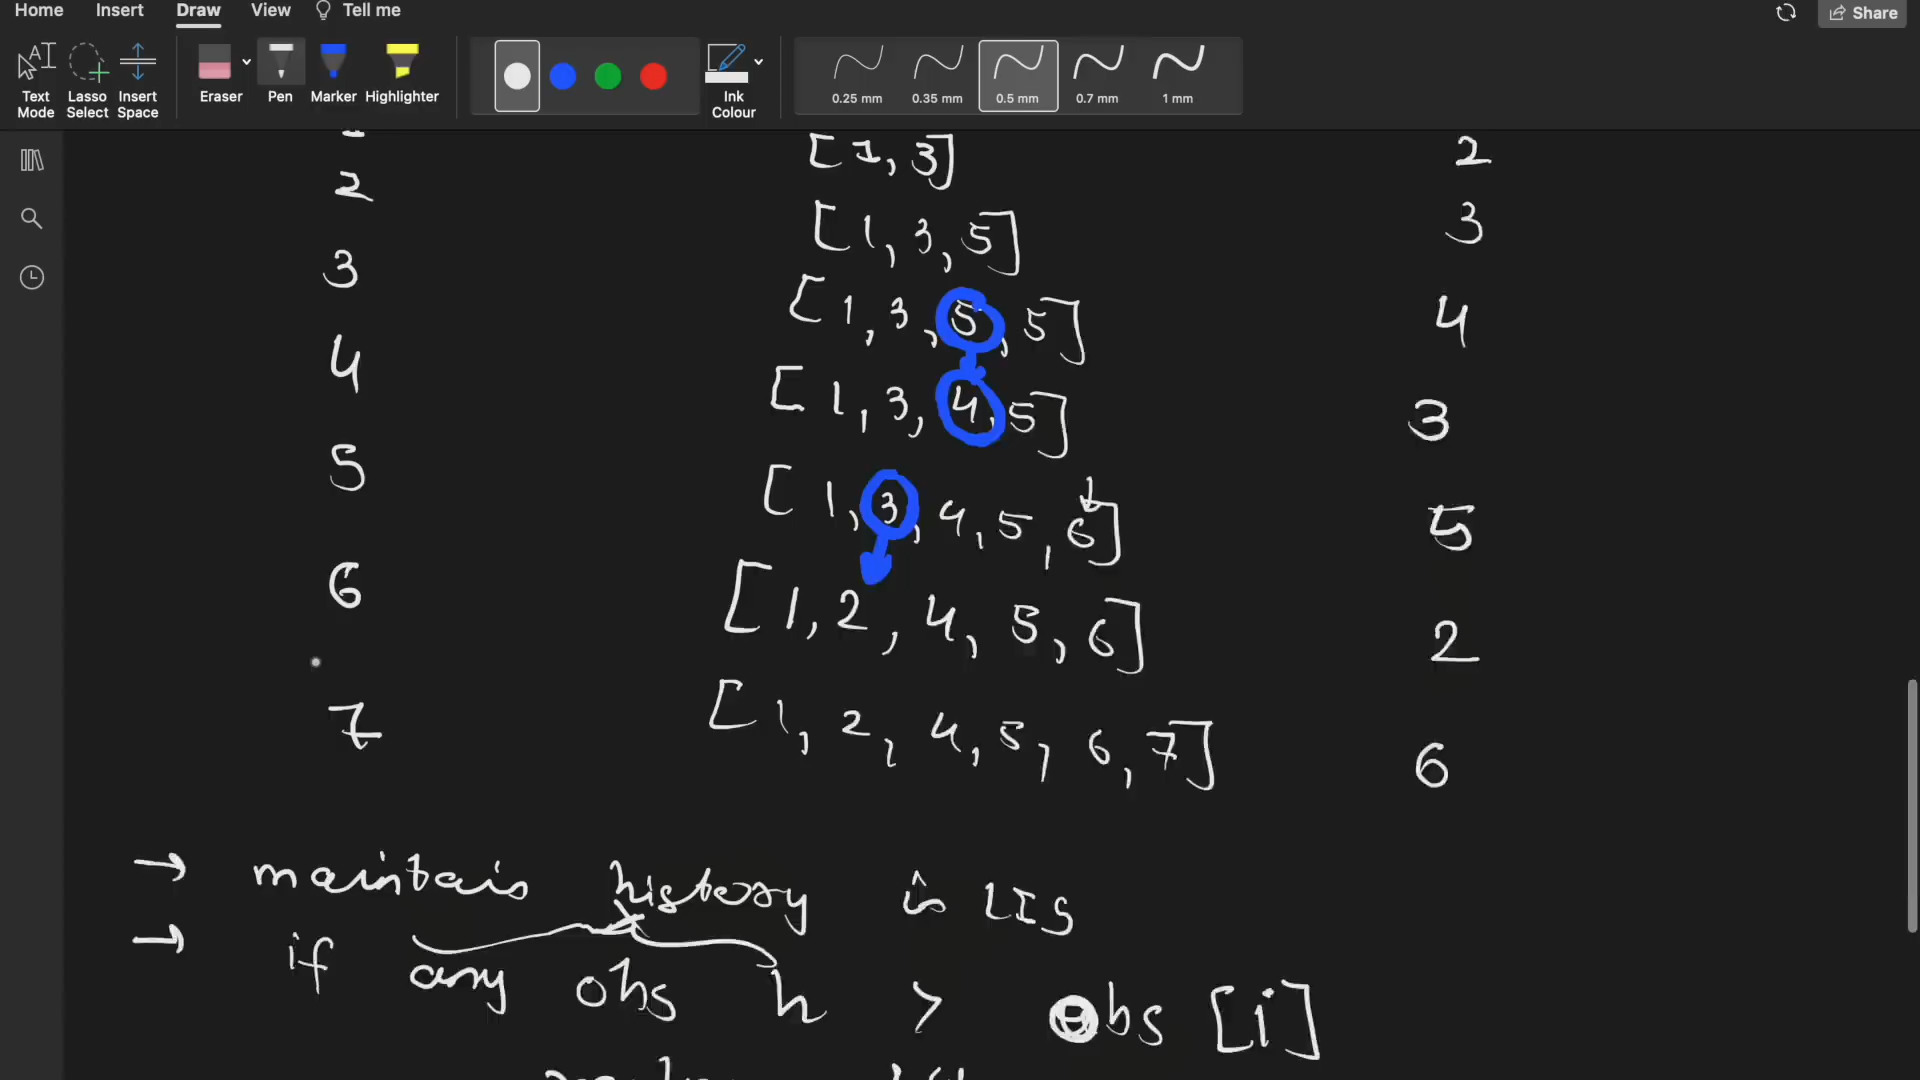 Home Insert Draw View Tell me Share
Text Mode Lasso Select Insert Space Eraser Pen Marker Highlighter Ink Colour 0.25 mm 0.35 mm 0.5 mm 0.7 mm 1 mm
[1, 3] 2
2 [1, 3, 5] 3
3 [1, 3, 5, 5] 4
4 [1, 3, 4, 5] 3
5 [1, 3, 4, 5, 6] 5
6 [1, 2, 4, 5, 6] 2
7 [1, 2, 4, 5, 6, 7] 6
→ maintain history in LIS
→ if any obs h > obs [i]